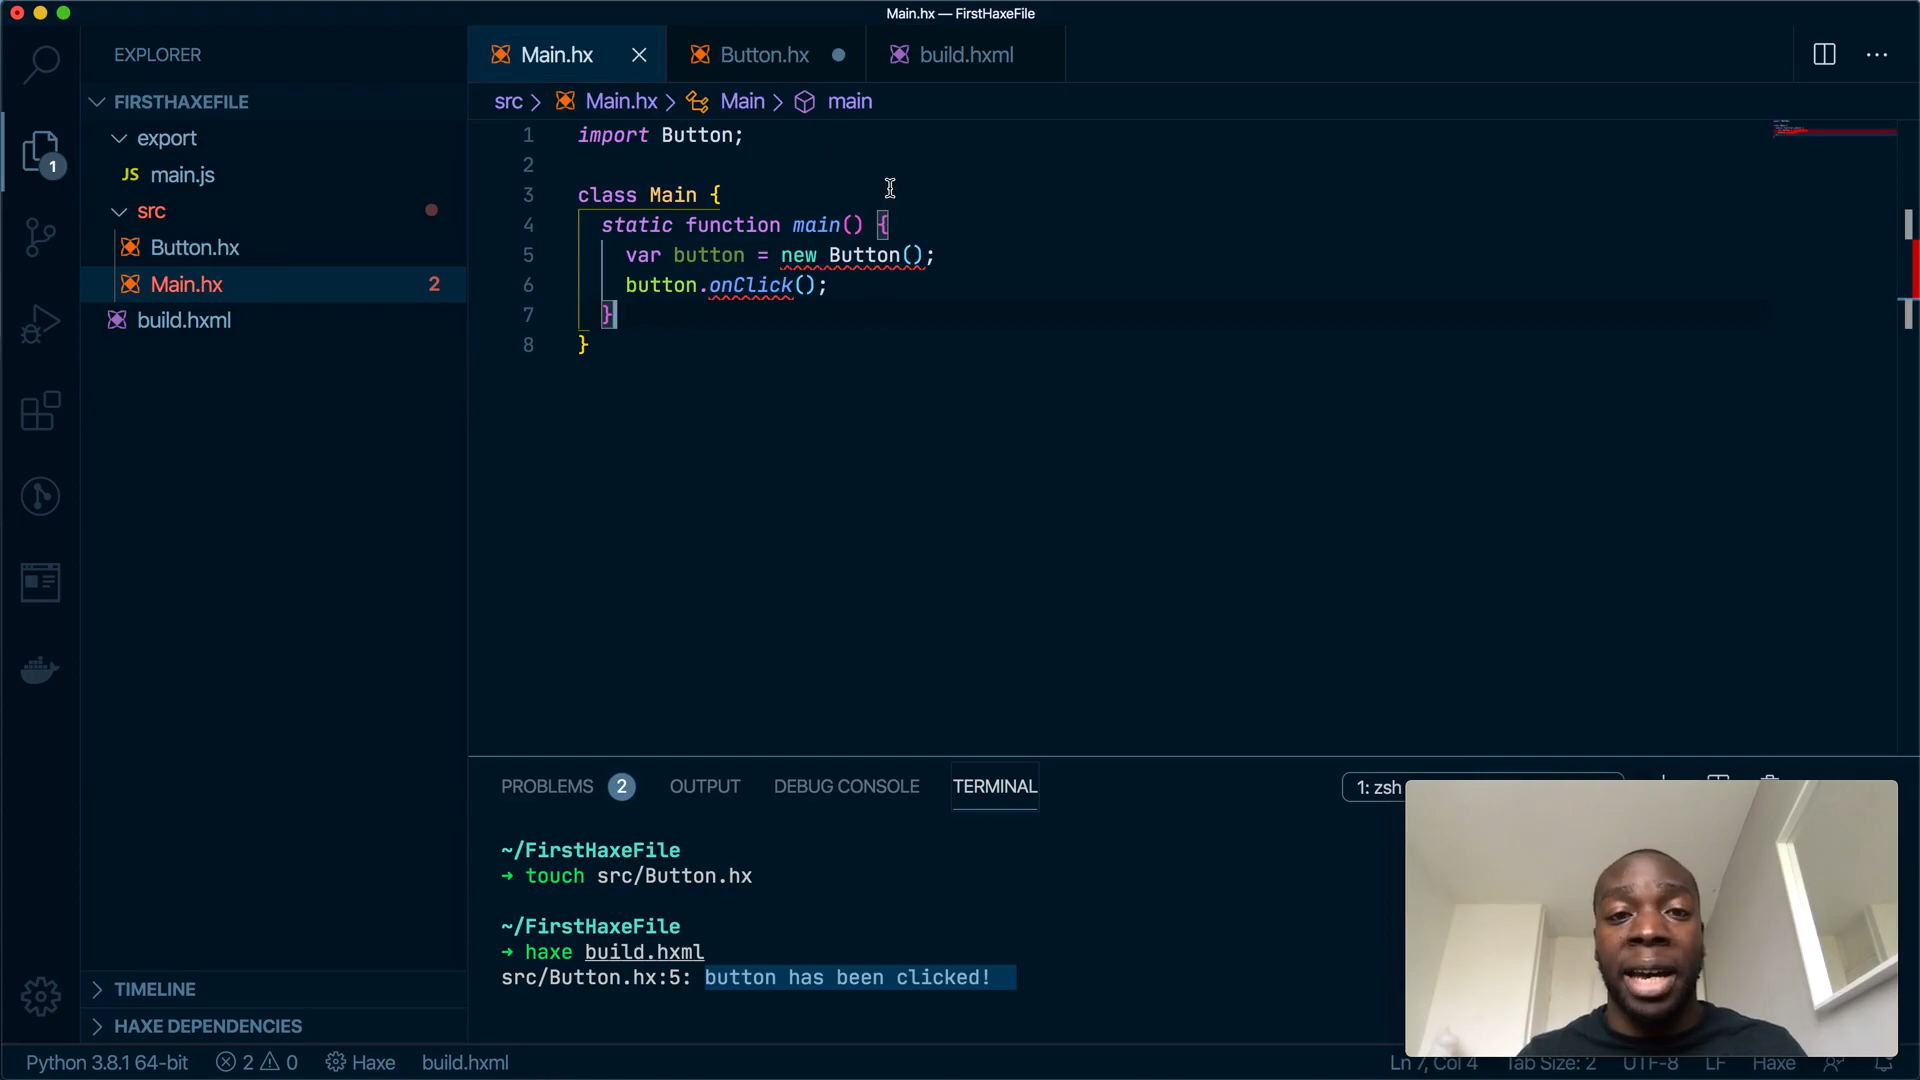 Main.hx — FirstHaxeFile
EXPLORER
Main.hx
Button.hx
build.hxml
FIRSTHAXEFILE
src > Main.hx > Main > main
export
JS main.js
src
Button.hx
Main.hx 2
build.hxml
1
1 import Button;
2
3 class Main {
4 static function main() {
5 var button = new Button();
6 button.onClick();
7 }
8 }
PROBLEMS 2 OUTPUT DEBUG CONSOLE TERMINAL
1: zsh
~/FirstHaxeFile
➜ touch src/Button.hx
~/FirstHaxeFile
➜ haxe build.hxml
src/Button.hx:5: button has been clicked!
TIMELINE
HAXE DEPENDENCIES
Python 3.8.1 64-bit 2 0 Haxe build.hxml
Ln 7, Col 4 Tab Size: 2 UTF-8 LF Haxe